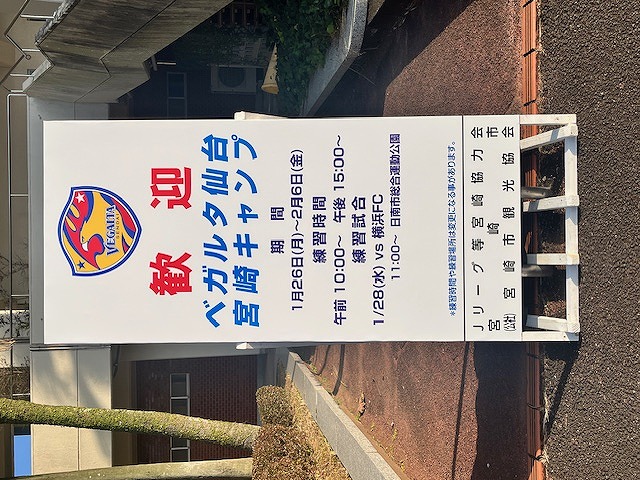 VEGALTA
SENDAI
歓迎
ベガルタ仙台
宮崎キャンプ
期間
1月26日(月)~2月6日(金)
練習時間
午前 10:00~ 午後 15:00~
練習試合
1/28(水) vs 横浜FC
11:00~ 日南市総合運動公園
*練習時間や練習場所は変更になる事があります。
Jリーグ等宮崎協力会
宮崎市
(公社)宮崎市観光協会